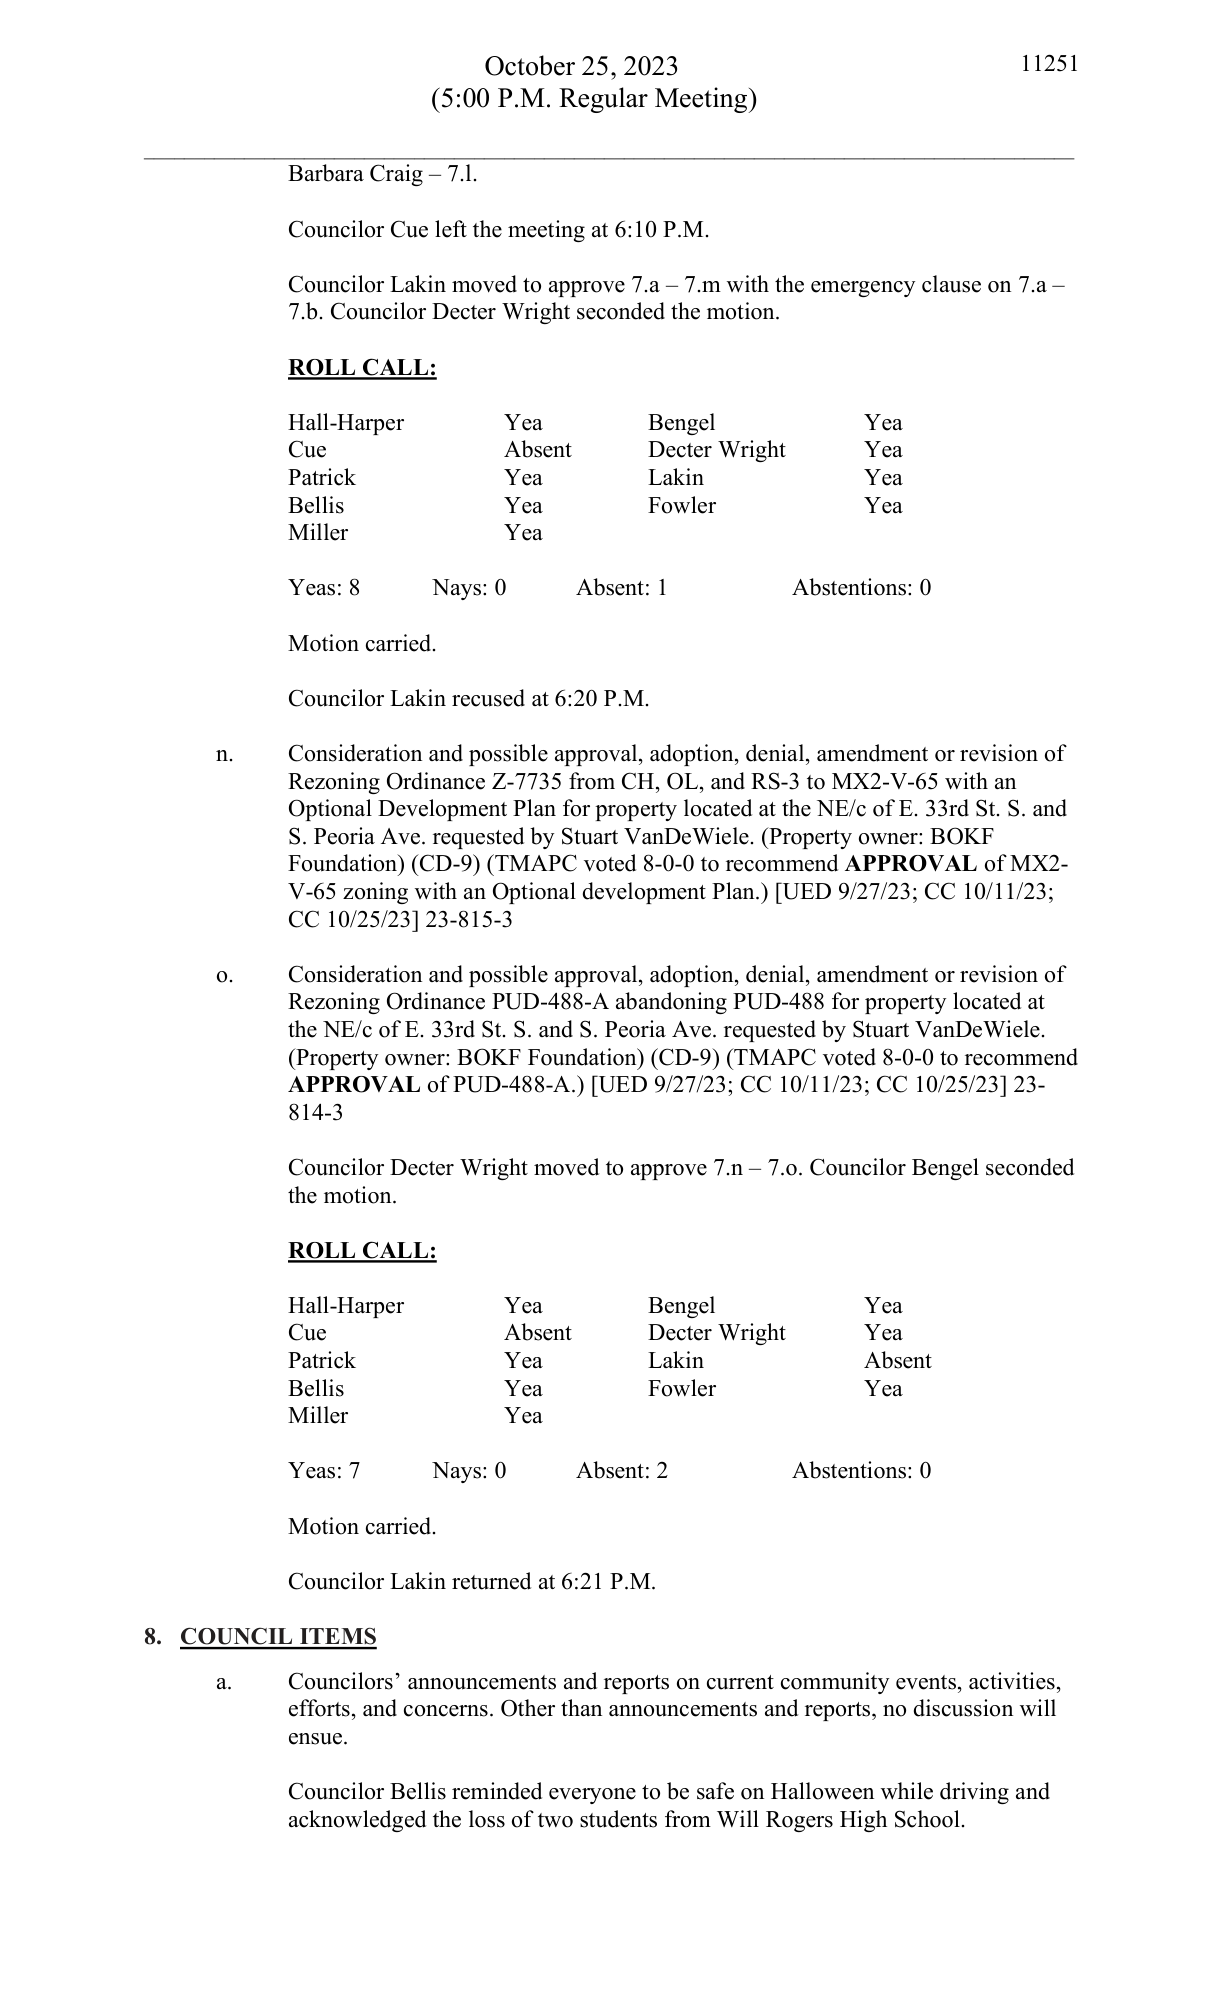 October 25, 2023
11251
(5:00 P.M. Regular Meeting)
Barbara Craig – 7.l.
Councilor Cue left the meeting at 6:10 P.M.
Councilor Lakin moved to approve 7.a – 7.m with the emergency clause on 7.a –
7.b. Councilor Decter Wright seconded the motion.
ROLL CALL:
Hall-Harper Yea Bengel Yea
Cue Absent Decter Wright Yea
Patrick Yea Lakin Yea
Bellis Yea Fowler Yea
Miller Yea
Yeas: 8 Nays: 0 Absent: 1 Abstentions: 0
Motion carried.
Councilor Lakin recused at 6:20 P.M.
n. Consideration and possible approval, adoption, denial, amendment or revision of
Rezoning Ordinance Z-7735 from CH, OL, and RS-3 to MX2-V-65 with an
Optional Development Plan for property located at the NE/c of E. 33rd St. S. and
S. Peoria Ave. requested by Stuart VanDeWiele. (Property owner: BOKF
Foundation) (CD-9) (TMAPC voted 8-0-0 to recommend APPROVAL of MX2-
V-65 zoning with an Optional development Plan.) [UED 9/27/23; CC 10/11/23;
CC 10/25/23] 23-815-3
o. Consideration and possible approval, adoption, denial, amendment or revision of
Rezoning Ordinance PUD-488-A abandoning PUD-488 for property located at
the NE/c of E. 33rd St. S. and S. Peoria Ave. requested by Stuart VanDeWiele.
(Property owner: BOKF Foundation) (CD-9) (TMAPC voted 8-0-0 to recommend
APPROVAL of PUD-488-A.) [UED 9/27/23; CC 10/11/23; CC 10/25/23] 23-
814-3
Councilor Decter Wright moved to approve 7.n – 7.o. Councilor Bengel seconded
the motion.
ROLL CALL:
Hall-Harper Yea Bengel Yea
Cue Absent Decter Wright Yea
Patrick Yea Lakin Absent
Bellis Yea Fowler Yea
Miller Yea
Yeas: 7 Nays: 0 Absent: 2 Abstentions: 0
Motion carried.
Councilor Lakin returned at 6:21 P.M.
8. COUNCIL ITEMS
a. Councilors’ announcements and reports on current community events, activities,
efforts, and concerns. Other than announcements and reports, no discussion will
ensue.
Councilor Bellis reminded everyone to be safe on Halloween while driving and
acknowledged the loss of two students from Will Rogers High School.